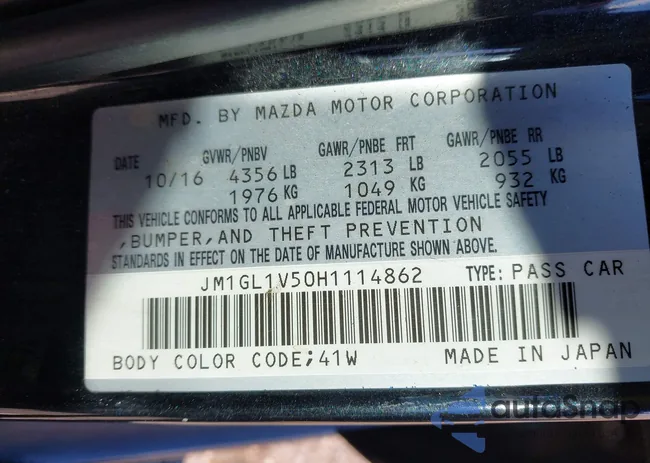 MFD. BY MAZDA MOTOR CORPORATION
DATE GVWR/PNBV GAWR/PNBE FRT GAWR/PNBE RR
10/16 4356 LB 2313 LB 2055 LB
1976 KG 1049 KG 932 KG
THIS VEHICLE CONFORMS TO ALL APPLICABLE FEDERAL MOTOR VEHICLE SAFETY
,BUMPER,AND THEFT PREVENTION
STANDARDS IN EFFECT ON THE DATE OF MANUFACTURE SHOWN ABOVE.
JM1GL1V50H1114862 TYPE: PASS CAR
BODY COLOR CODE;41W MADE IN JAPAN
autoSnap